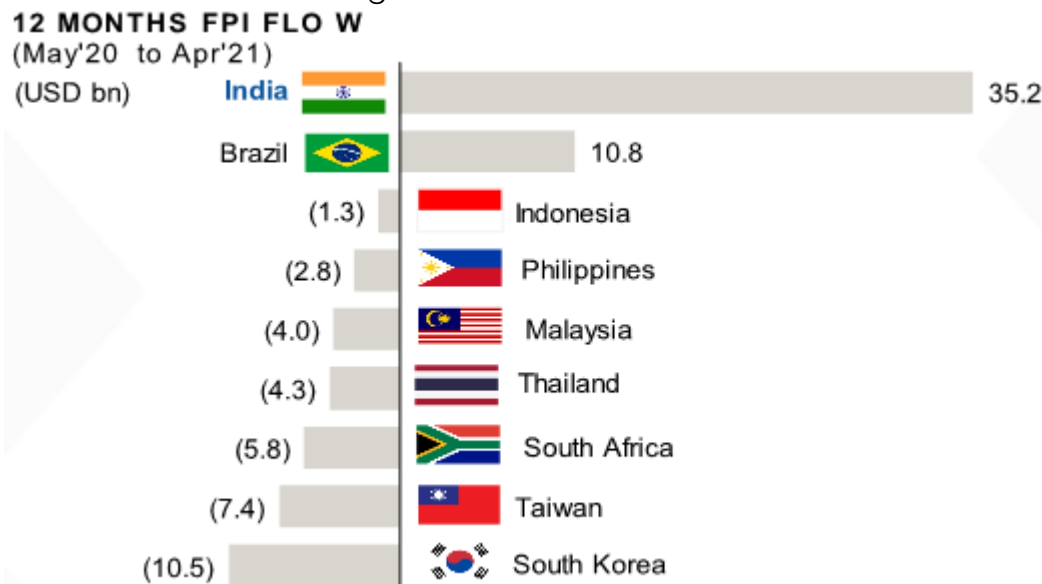 12 MONTHS FPI FLO W
(May'20 to Apr'21)
(USD bn)
India 35.2
Brazil 10.8
(1.3) Indonesia
(2.8) Philippines
(4.0) Malaysia
(4.3) Thailand
(5.8) South Africa
(7.4) Taiwan
(10.5) South Korea